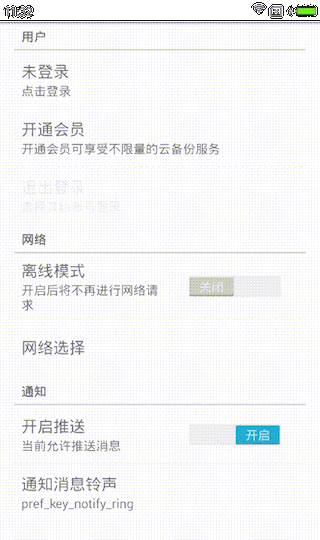 用户
未登录
点击登录
开通会员
开通会员可享受不限量的云备份服务
退出登录
网络
离线模式
开启后将不再进行网络请
求
关闭
网络选择
通知
开启推送
当前允许推送消息
开启
通知消息铃声
pref_key_notify_ring